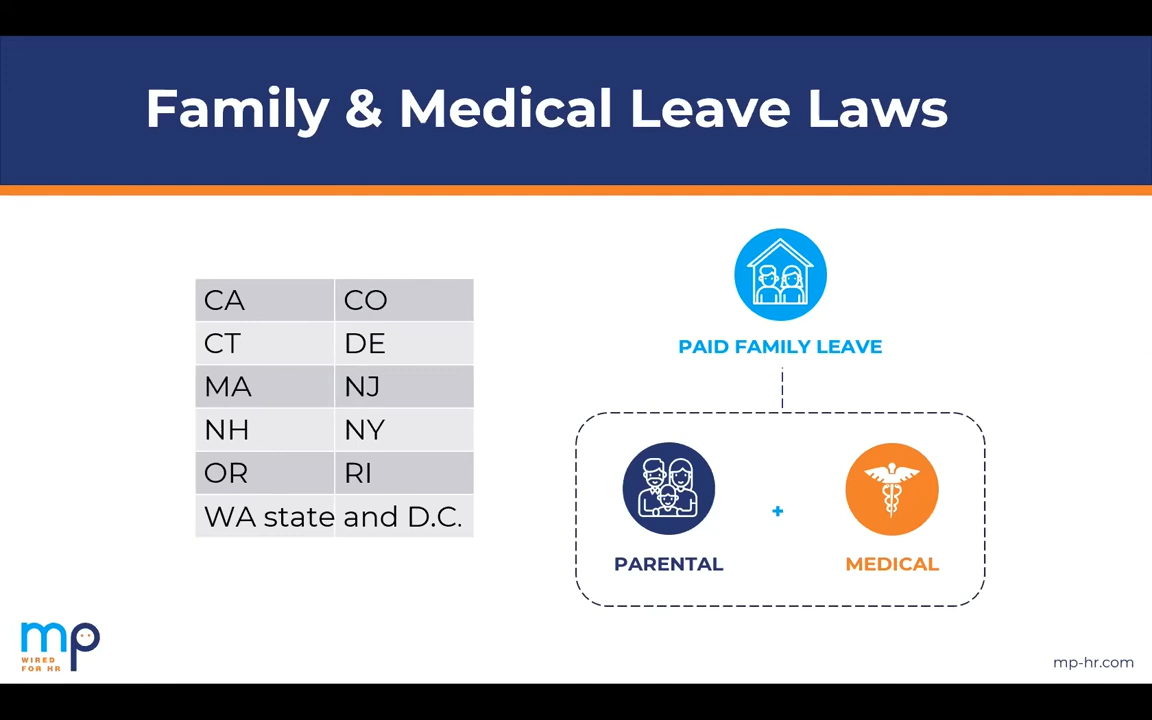 Family & Medical Leave Laws
CA CO
CT DE
MA NJ
NH NY
OR RI
WA state and D.C.
PAID FAMILY LEAVE
PARENTAL + MEDICAL
mp
WIRED
FOR HR
mp-hr.com